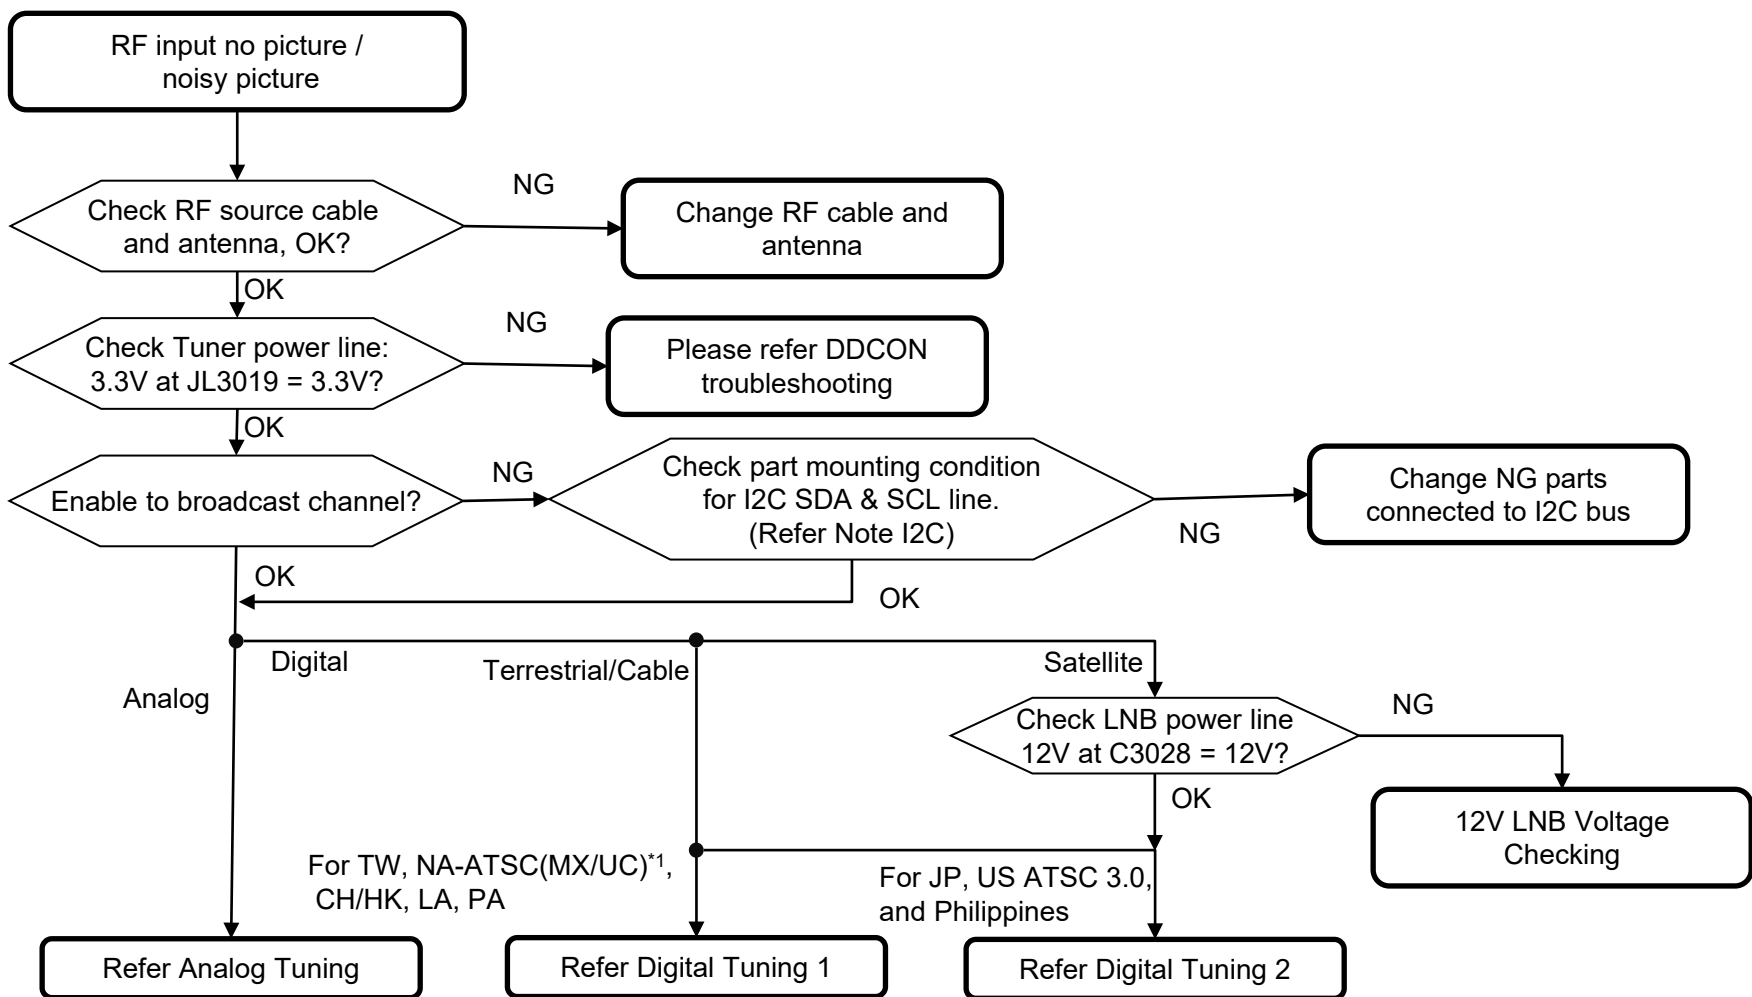 RF input no picture /
noisy picture
Check RF source cable
and antenna, OK?
NG
Change RF cable and
antenna
OK
Check Tuner power line:
3.3V at JL3019 = 3.3V?
NG
Please refer DDCON
troubleshooting
OK
Enable to broadcast channel?
NG
Check part mounting condition
for I2C SDA & SCL line.
(Refer Note I2C)
NG
Change NG parts
connected to I2C bus
OK
OK
Digital
Analog
Terrestrial/Cable
Satellite
Check LNB power line
12V at C3028 = 12V?
NG
OK
12V LNB Voltage
Checking
For TW, NA-ATSC(MX/UC)*1,
CH/HK, LA, PA
For JP, US ATSC 3.0,
and Philippines
Refer Analog Tuning
Refer Digital Tuning 1
Refer Digital Tuning 2